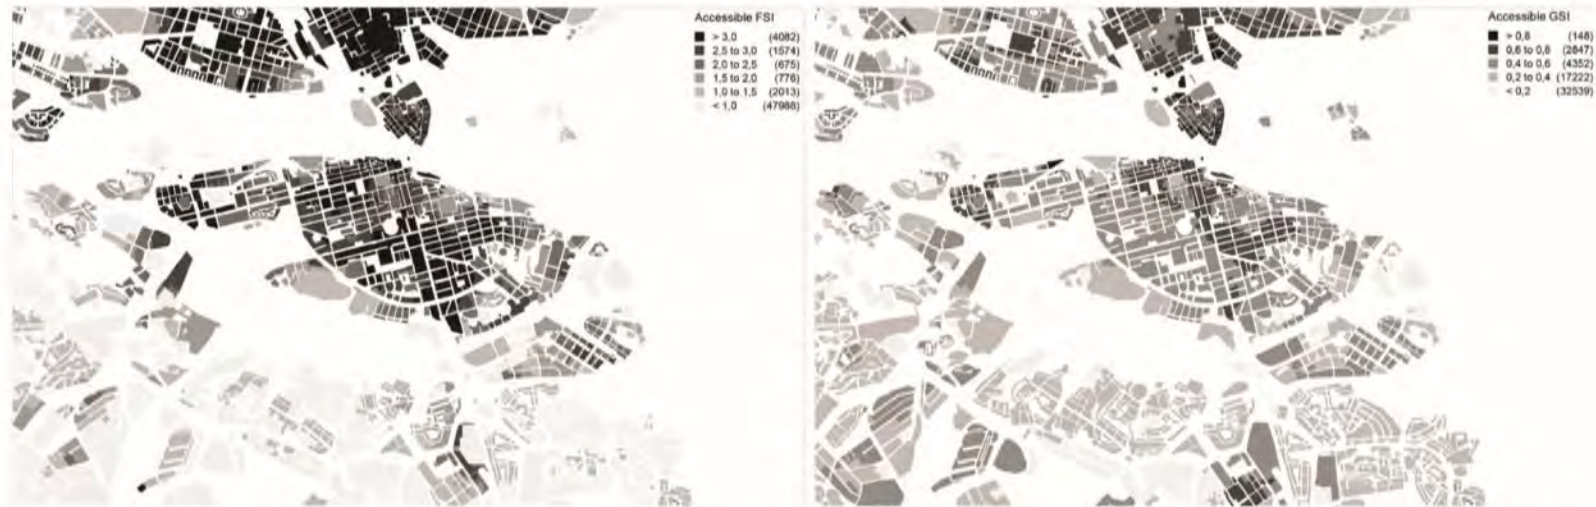 Accessible FSI
> 3,0 (4082)
2,5 to 3,0 (1574)
2,0 to 2,5 (675)
1,5 to 2,0 (776)
1,0 to 1,5 (2013)
< 1,0 (47988)
Accessible GSI
> 0,8 (148)
0,6 to 0,8 (2847)
0,4 to 0,6 (4352)
0,2 to 0,4 (17222)
< 0,2 (32539)